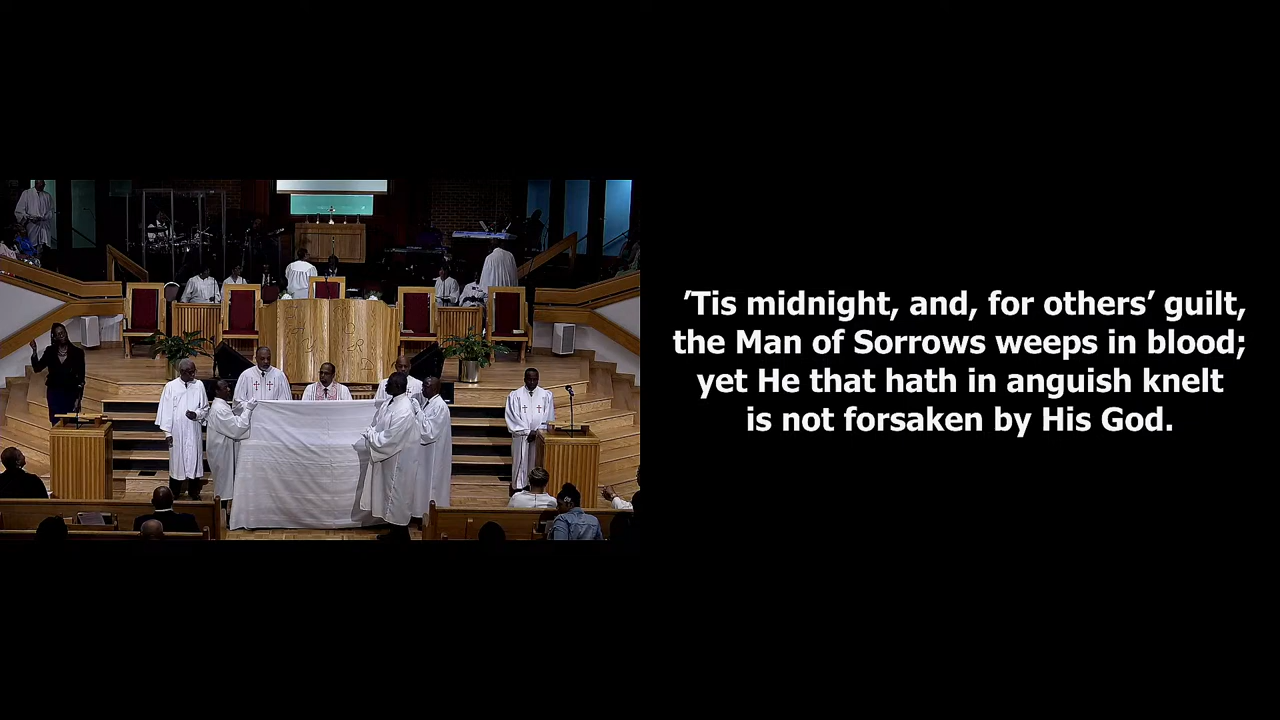 ’Tis midnight, and, for others’ guilt,
the Man of Sorrows weeps in blood;
yet He that hath in anguish knelt
is not forsaken by His God.